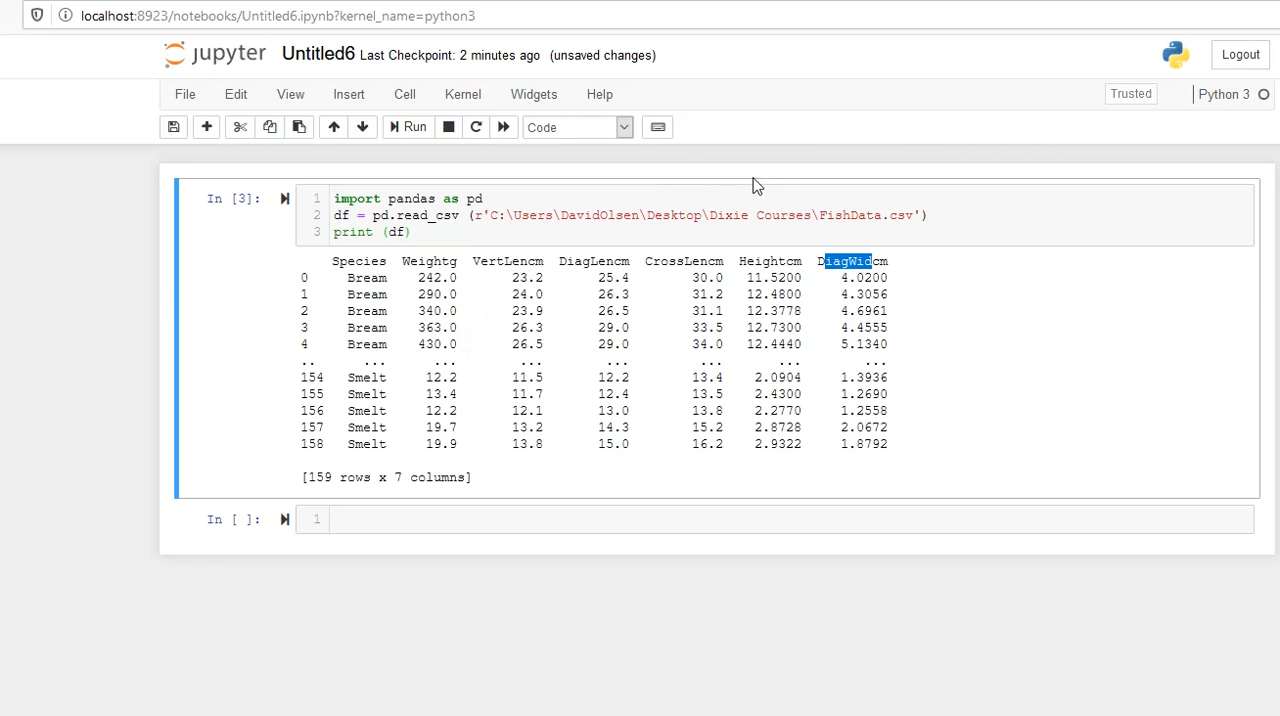 localhost:8923/notebooks/Untitled6.ipynb?kernel_name=python3
jupyter Untitled6 Last Checkpoint: 2 minutes ago (unsaved changes) Logout
File Edit View Insert Cell Kernel Widgets Help Trusted Python 3
Run Code
In [3]: 1 import pandas as pd
2 df = pd.read_csv (r'C:\Users\DavidOlsen\Desktop\Dixie Courses\FishData.csv')
3 print (df)
Species Weightg VertLencm DiagLencm CrossLencm Heightcm DiagWidcm
0 Bream 242.0 23.2 25.4 30.0 11.5200 4.0200
1 Bream 290.0 24.0 26.3 31.2 12.4800 4.3056
2 Bream 340.0 23.9 26.5 31.1 12.3778 4.6961
3 Bream 363.0 26.3 29.0 33.5 12.7300 4.4555
4 Bream 430.0 26.5 29.0 34.0 12.4440 5.1340
.. ... ... ... ... ... ... ...
154 Smelt 12.2 11.5 12.2 13.4 2.0904 1.3936
155 Smelt 13.4 11.7 12.4 13.5 2.4300 1.2690
156 Smelt 12.2 12.1 13.0 13.8 2.2770 1.2558
157 Smelt 19.7 13.2 14.3 15.2 2.8728 2.0672
158 Smelt 19.9 13.8 15.0 16.2 2.9322 1.8792
[159 rows x 7 columns]
In [ ]: 1